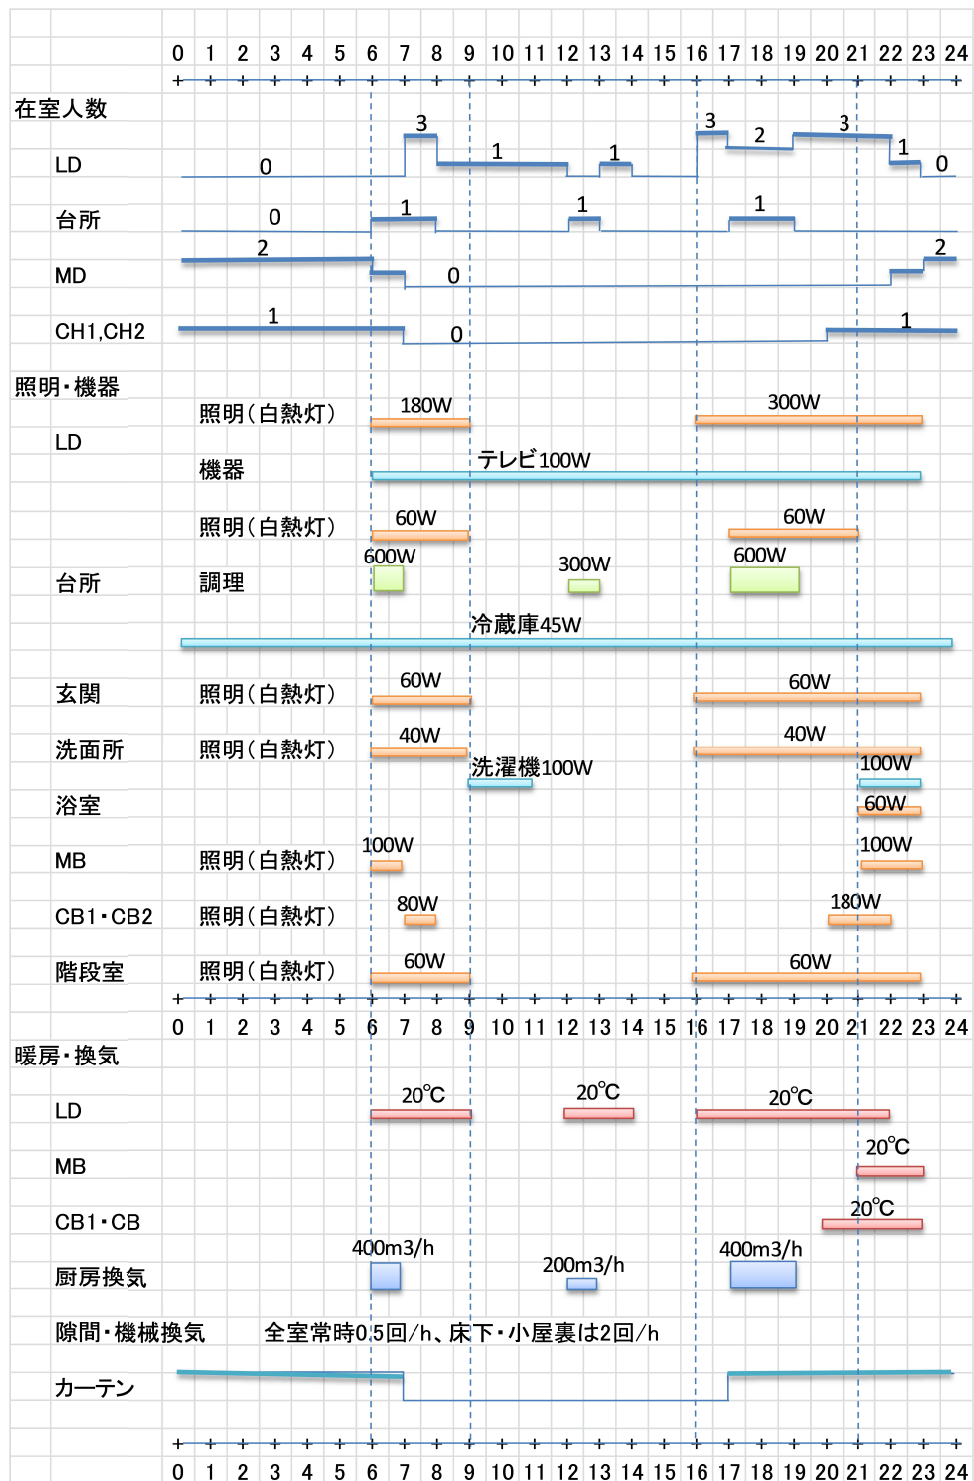 0 1 2 3 4 5 6 7 8 9 10 11 12 13 14 15 16 17 18 19 20 21 22 23 24
在室人数
LD 0 3 1 1 3 2 3 1 0
台所 0 1 1 1
MD 2 0 2
CH1,CH2 1 0 1
照明・機器
照明(白熱灯) 180W 300W
LD
機器 テレビ100W
照明(白熱灯) 60W 60W
台所 調理 600W 300W 600W
冷蔵庫45W
玄関 照明(白熱灯) 60W 60W
洗面所 照明(白熱灯) 40W 40W
洗濯機100W 100W
浴室 60W
MB 照明(白熱灯) 100W 100W
CB1・CB2 照明(白熱灯) 80W 180W
階段室 照明(白熱灯) 60W 60W
0 1 2 3 4 5 6 7 8 9 10 11 12 13 14 15 16 17 18 19 20 21 22 23 24
暖房・換気
LD 20℃ 20℃ 20℃
MB 20℃
CB1・CB 20℃
厨房換気 400m3/h 200m3/h 400m3/h
隙間・機械換気 全室常時0.5回/h、床下・小屋裏は2回/h
カーテン
0 1 2 3 4 5 6 7 8 9 10 11 12 13 14 15 16 17 18 19 20 21 22 23 24